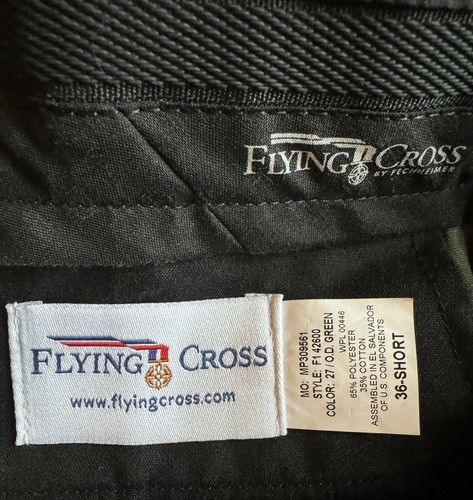 FLYING CROSS
BY FECHHEIMER
FLYING CROSS
www.flyingcross.com
MO: MP305561
STYLE: F1 42600
COLOR: 27 / O.D. GREEN
WPL 00446
65% POLYESTER
35% COTTON
ASSEMBLED IN EL SALVADOR
OF U.S. COMPONENTS
36-SHORT